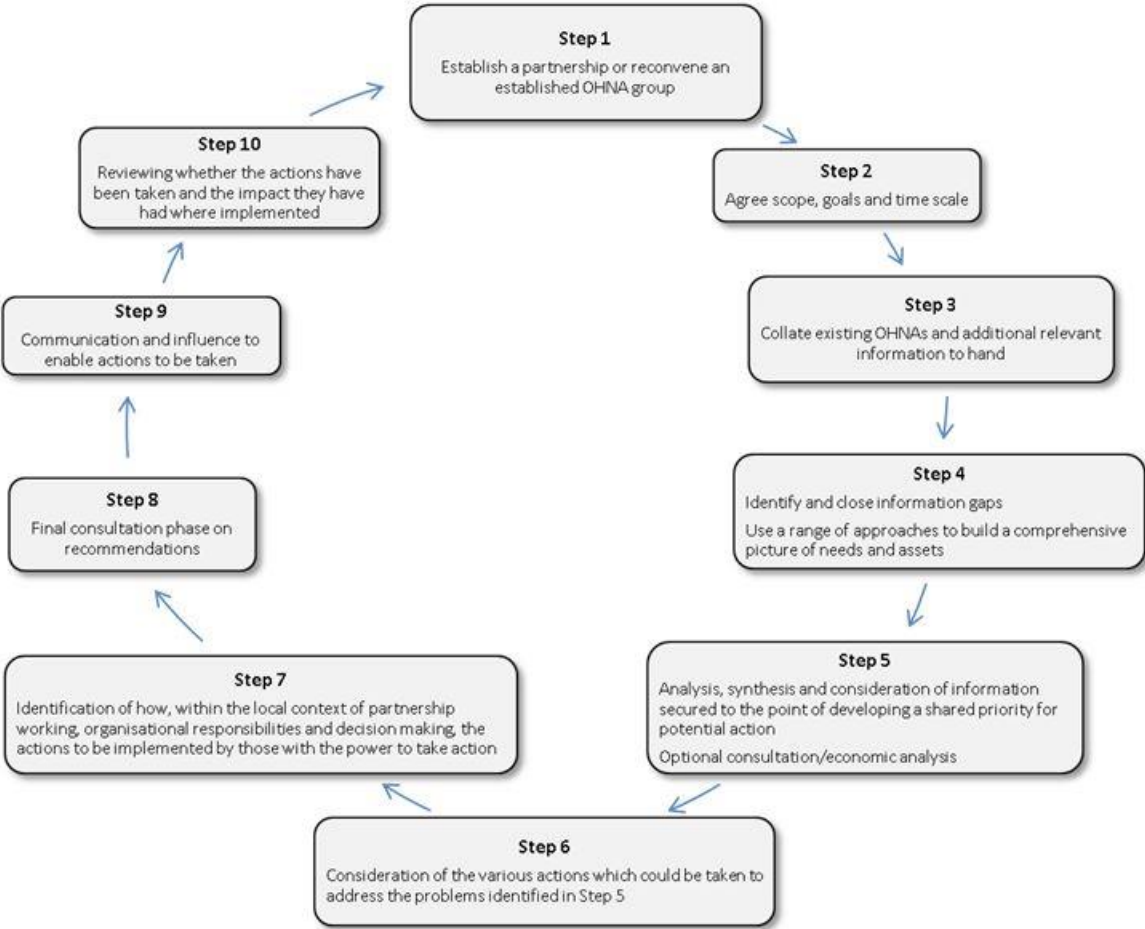 Step 1
Establish a partnership or reconvene an
established OHNA group
Step 2
Agree scope, goals and time scale
Step 3
Collate existing OHNAs and additional relevant
information to hand
Step 4
Identify and close information gaps
Use a range of approaches to build a comprehensive
picture of needs and assets
Step 5
Analysis, synthesis and consideration of information
secured to the point of developing a shared priority for
potential action
Optional consultation/economic analysis
Step 6
Consideration of the various actions which could be taken to
address the problems identified in Step 5
Step 7
Identification of how, within the local context of partnership
working, organisational responsibilities and decision making, the
actions to be implemented by those with the power to take action
Step 8
Final consultation phase on
recommendations
Step 9
Communication and influence to
enable actions to be taken
Step 10
Reviewing whether the actions have
been taken and the impact they have
had where implemented